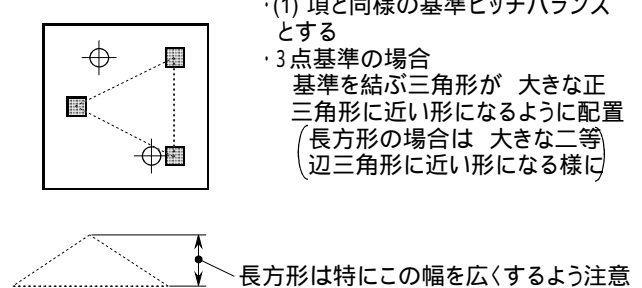 ・(1) 項と同様の基準ピッチバランス
とする
・3点基準の場合
基準を結ぶ三角形が 大きな正
三角形に近い形になるように配置
(長方形の場合は 大きな二等
辺三角形に近い形になる様に)
長方形は特にこの幅を広くするよう注意